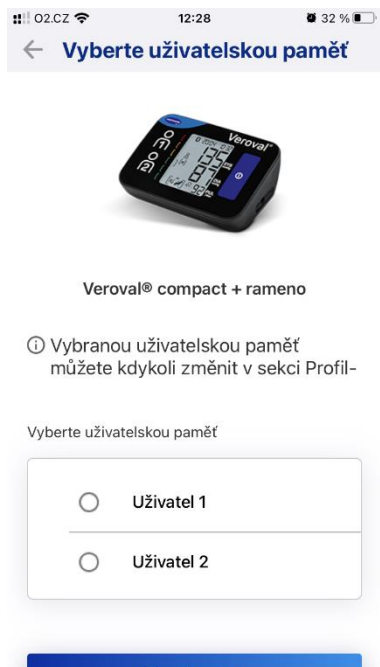 O2.CZ 12:28 32 %
Vyberte uživatelskou paměť
Veroval®
Veroval® compact + rameno
Vybranou uživatelskou paměť
můžete kdykoli změnit v sekci Profil-
Vyberte uživatelskou paměť
Uživatel 1
Uživatel 2